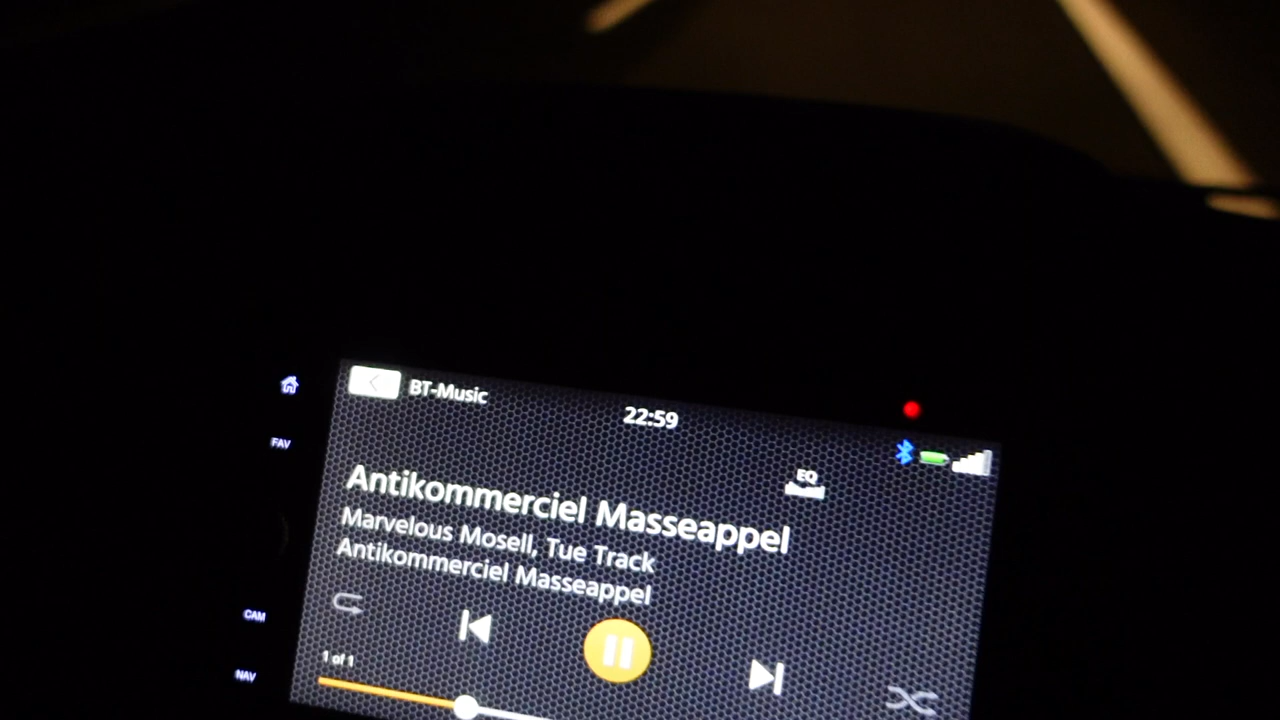 BT-Music
22:59
FAV
EQ
Antikommerciel Masseappel
Marvelous Mosell, Tue Track
Antikommerciel Masseappel
CAM
1 of 1
NAV